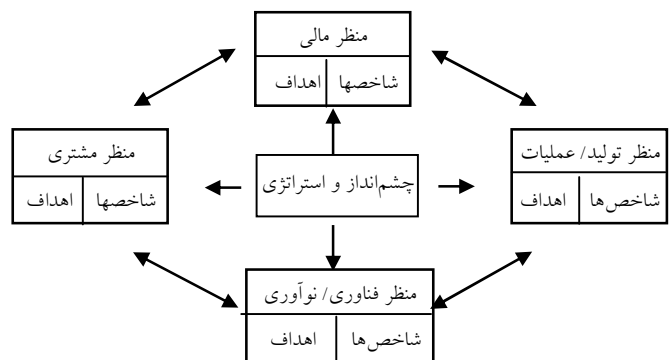 منظر مالی
شاخصها اهداف
منظر تولید/ عملیات
شاخص‌ها اهداف
چشم‌انداز و استراتژی
منظر مشتری
شاخصها اهداف
منظر فناوری/ نوآوری
شاخص‌ها اهداف